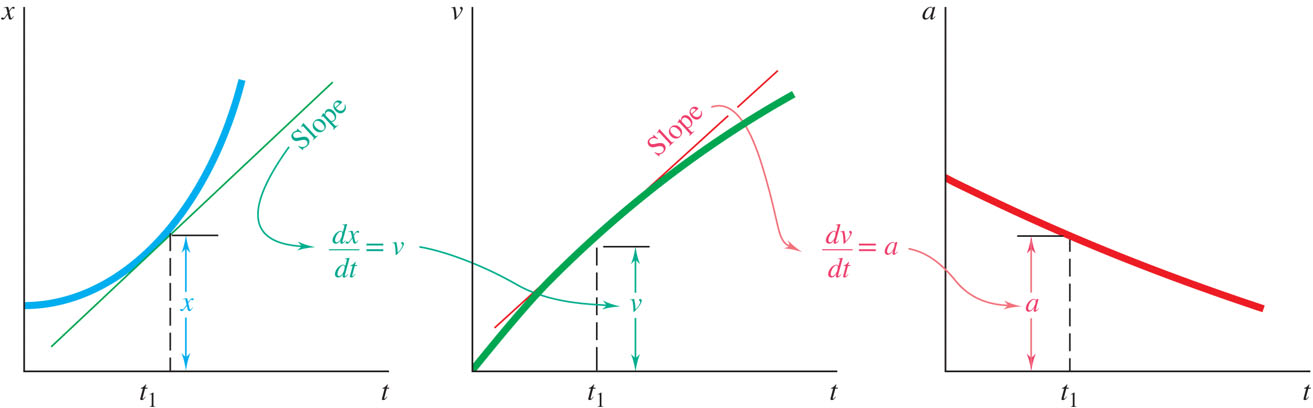 x
Slope
dx/dt = v
x
t₁
t
v
Slope
dv/dt = a
v
t₁
t
a
a
t₁
t